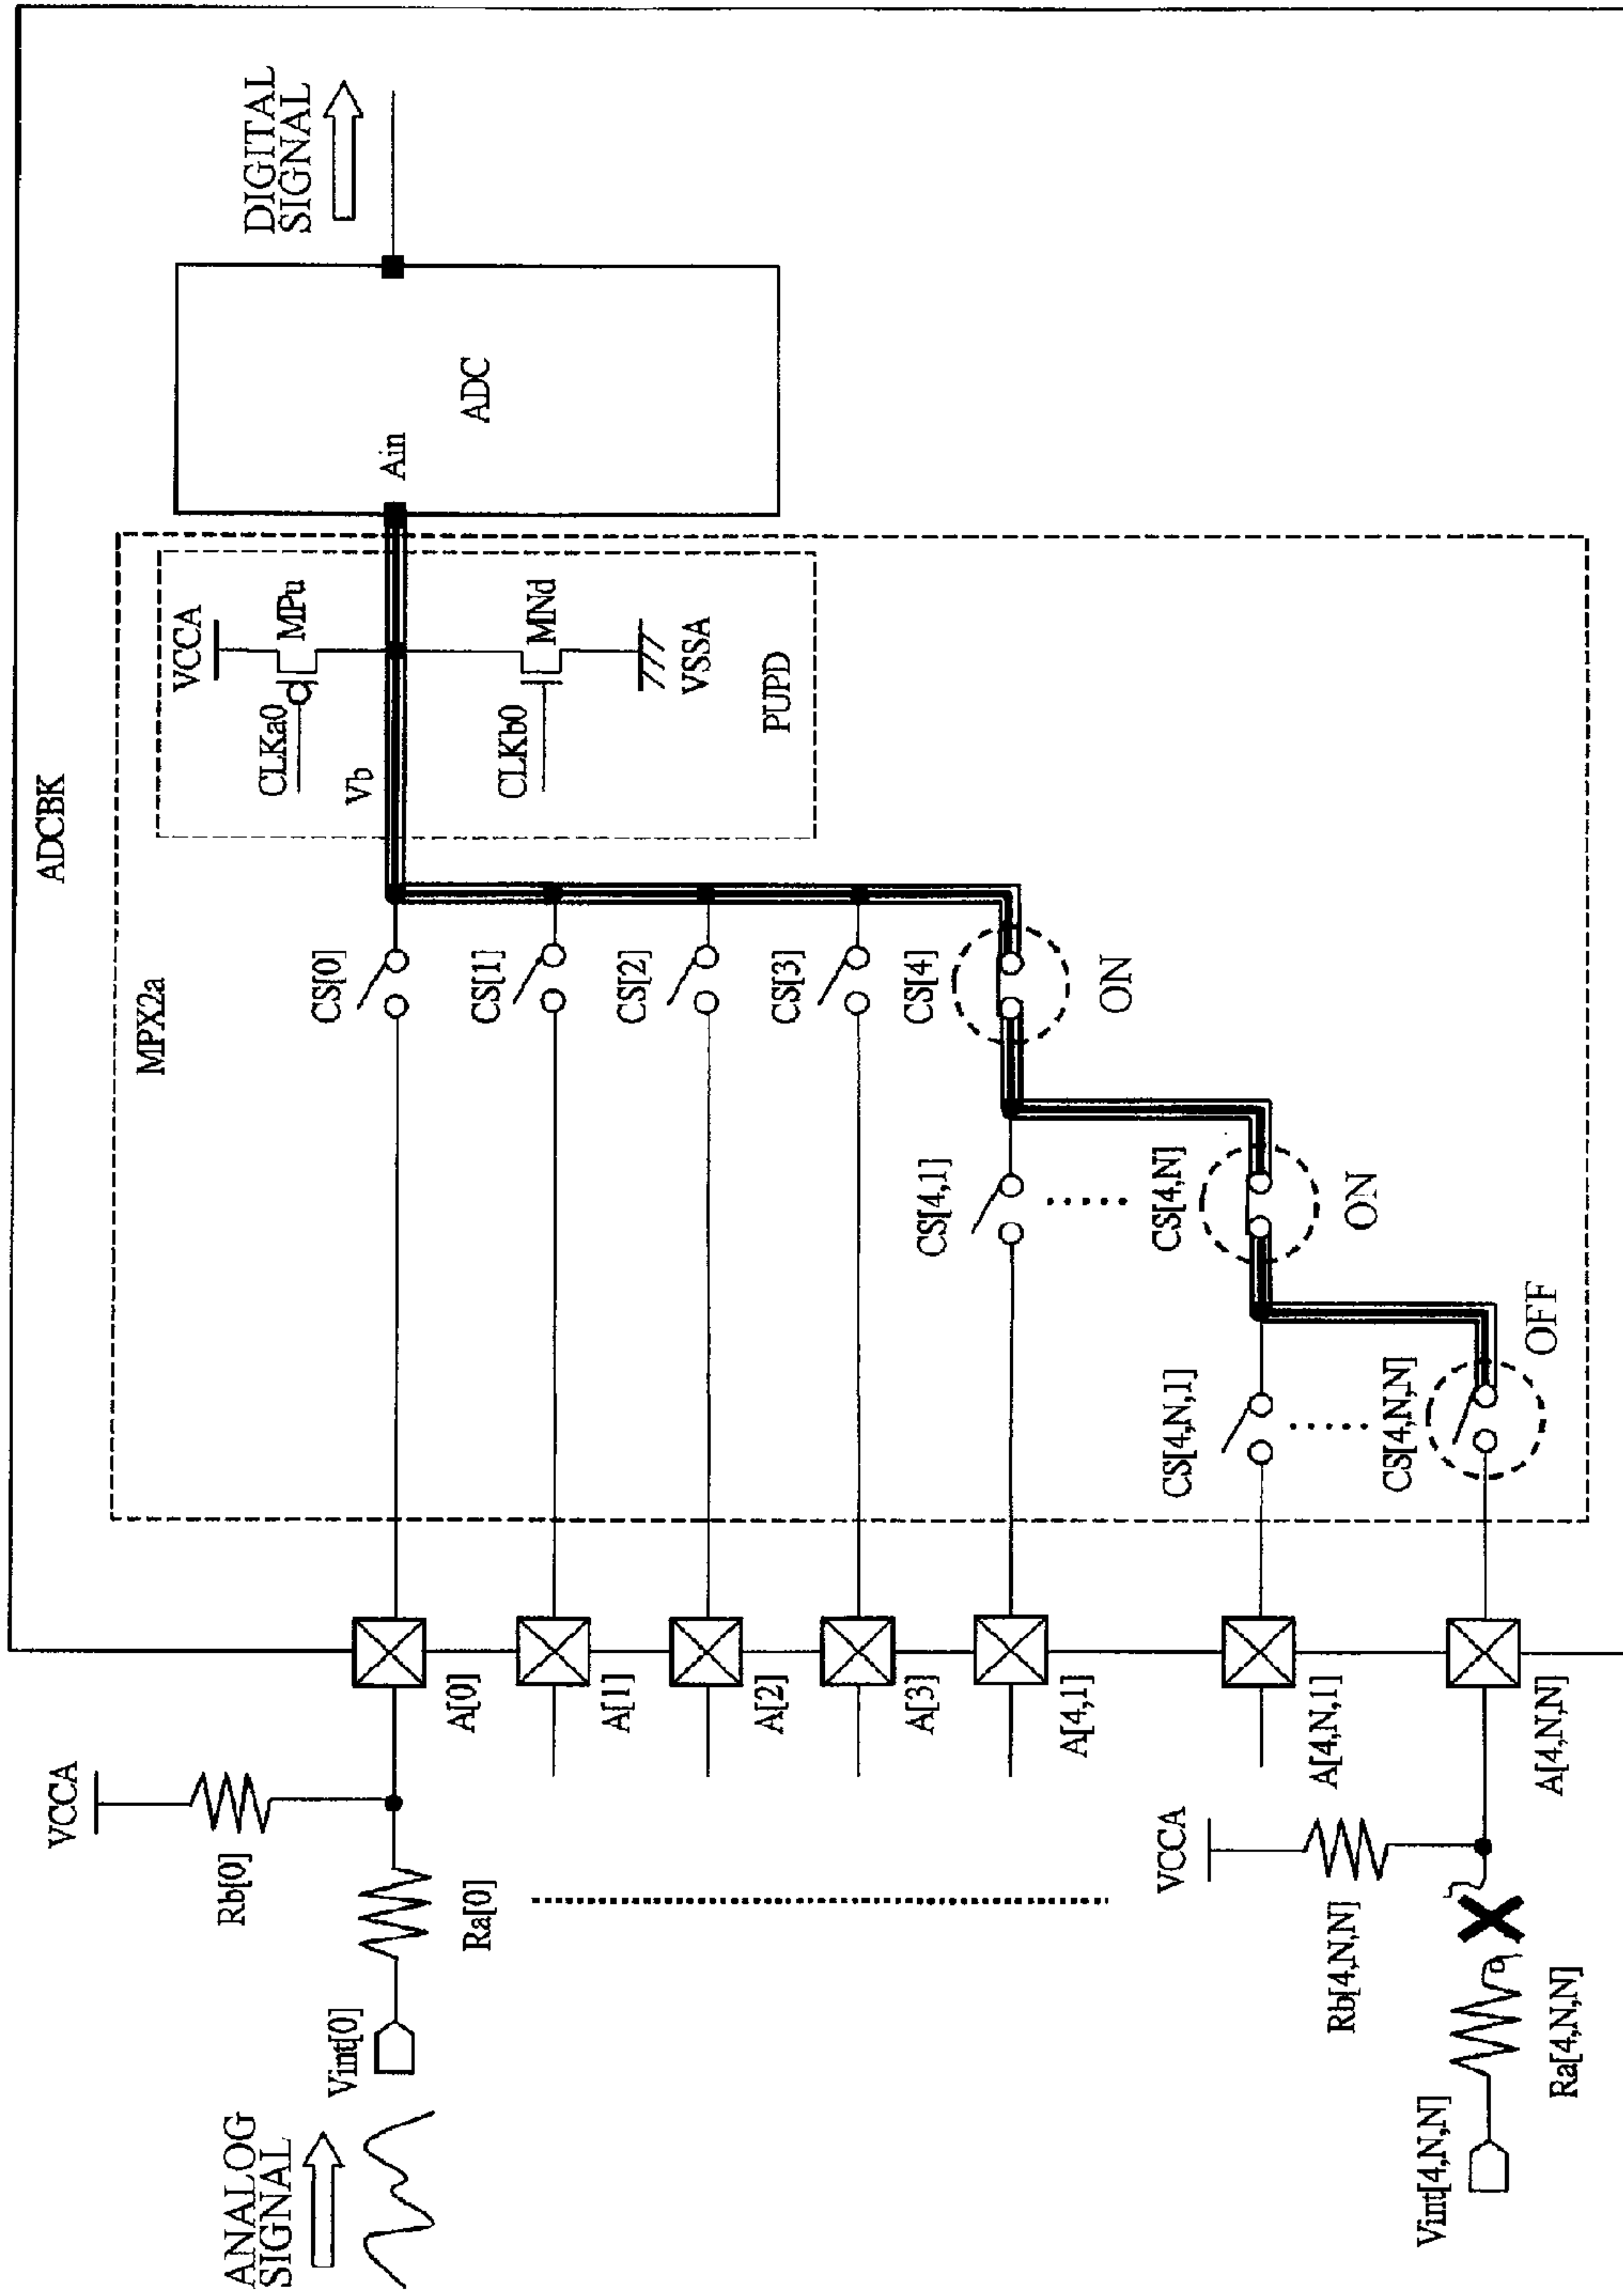 ADCBK
MPX2a
ANALOG
SIGNAL
DIGITAL
SIGNAL
VCCA
Rb[0]
Vint[0]
Ra[0]
A[0]
CS[0]
A[1]
CS[1]
A[2]
CS[2]
A[3]
CS[3]
A[4,1]
CS[4]
ON
CS[4,1]
CS[4,N]
ON
A[4,N,1]
CS[4,N,1]
CS[4,N,N]
OFF
A[4,N,N]
VCCA
Rb[4,N,N]
Vint[4,N,N]
Ra[4,N,N]
VCCA
CLKa0
MPu
Vb
CLKb0
MNd
VSSA
PUPD
Ain
ADC